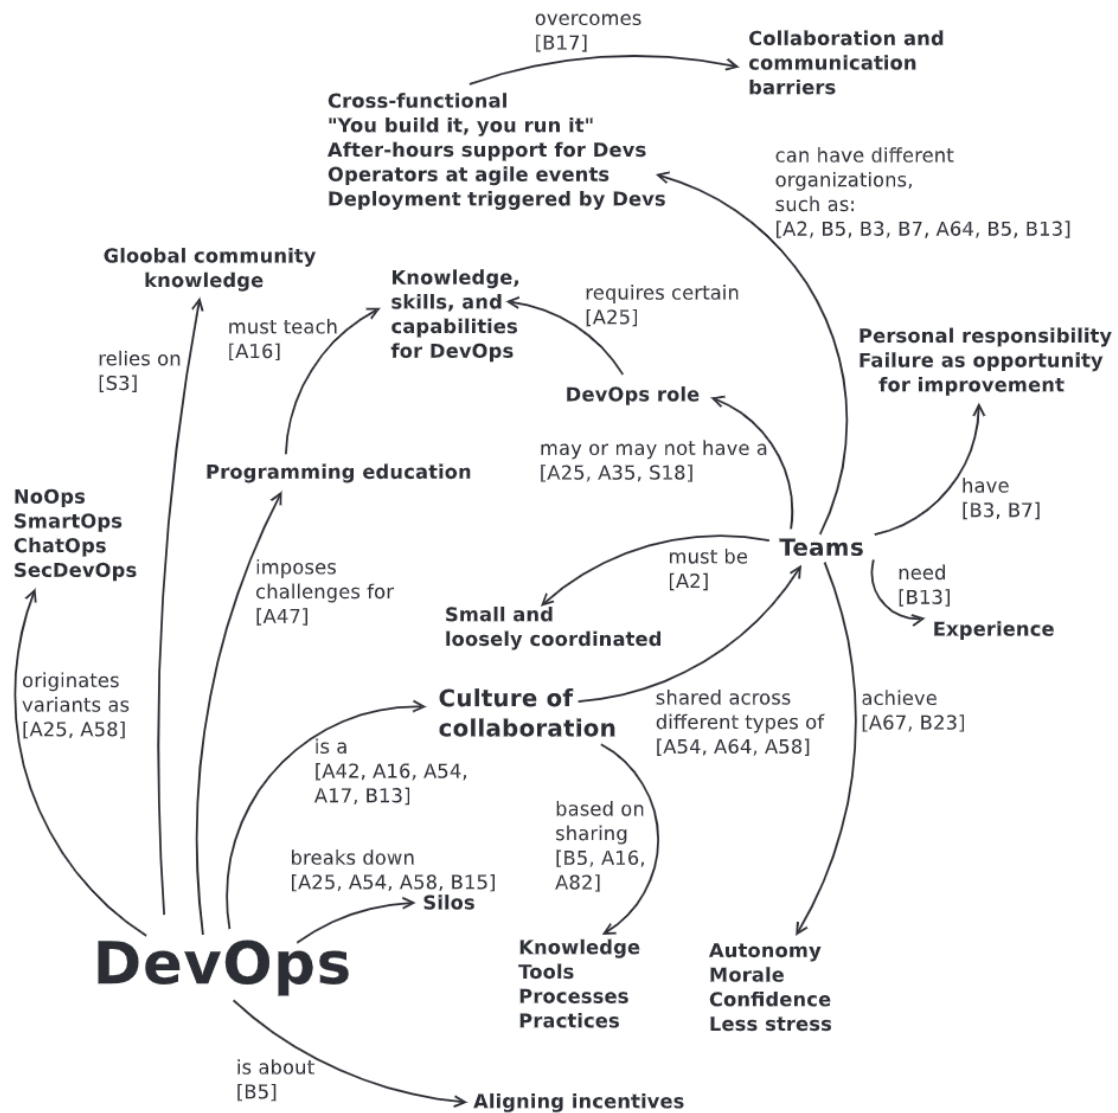 overcomes
[B17]
Collaboration and
communication
barriers
Cross-functional
"You build it, you run it"
After-hours support for Devs
Operators at agile events
Deployment triggered by Devs
can have different
organizations,
such as:
[A2, B5, B3, B7, A64, B5, B13]
Gloobal community
knowledge
Knowledge,
skills, and
capabilities
for DevOps
requires certain
[A25]
must teach
[A16]
relies on
[S3]
Personal responsibility
Failure as opportunity
for improvement
DevOps role
may or may not have a
[A25, A35, S18]
Programming education
have
[B3, B7]
NoOps
SmartOps
ChatOps
SecDevOps
Teams
must be
[A2]
need
[B13]
Experience
imposes
challenges for
[A47]
Small and
loosely coordinated
originates
variants as
[A25, A58]
Culture of
collaboration
shared across
different types of
[A54, A64, A58]
achieve
[A67, B23]
is a
[A42, A16, A54,
A17, B13]
based on
sharing
[B5, A16,
A82]
breaks down
[A25, A54, A58, B15]
Silos
DevOps
Knowledge
Tools
Processes
Practices
Autonomy
Morale
Confidence
Less stress
is about
[B5]
Aligning incentives